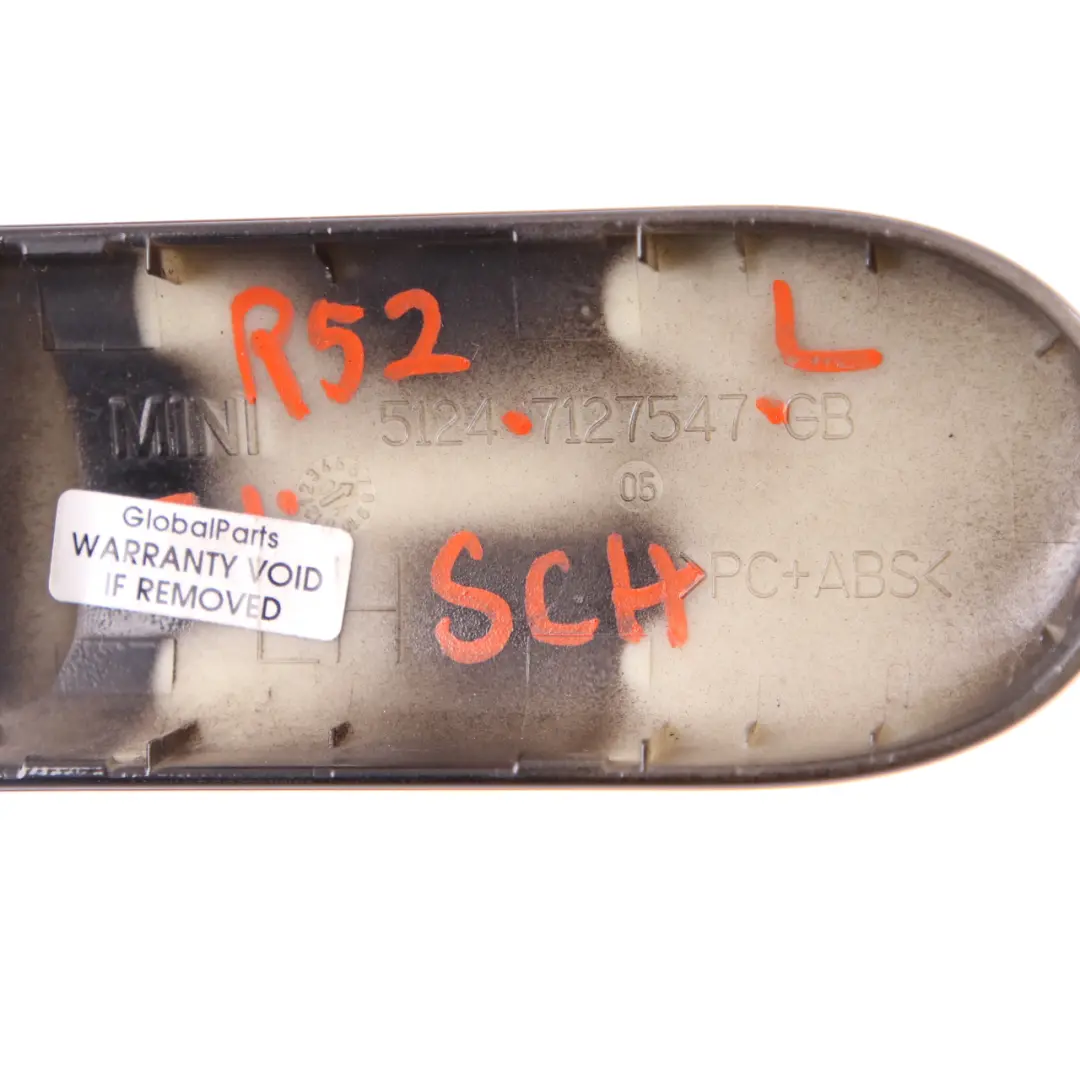 R52 L
MINI 5124-7127547.GB
05
GlobalParts
WARRANTY VOID
IF REMOVED
SCH
>PC+ABS<